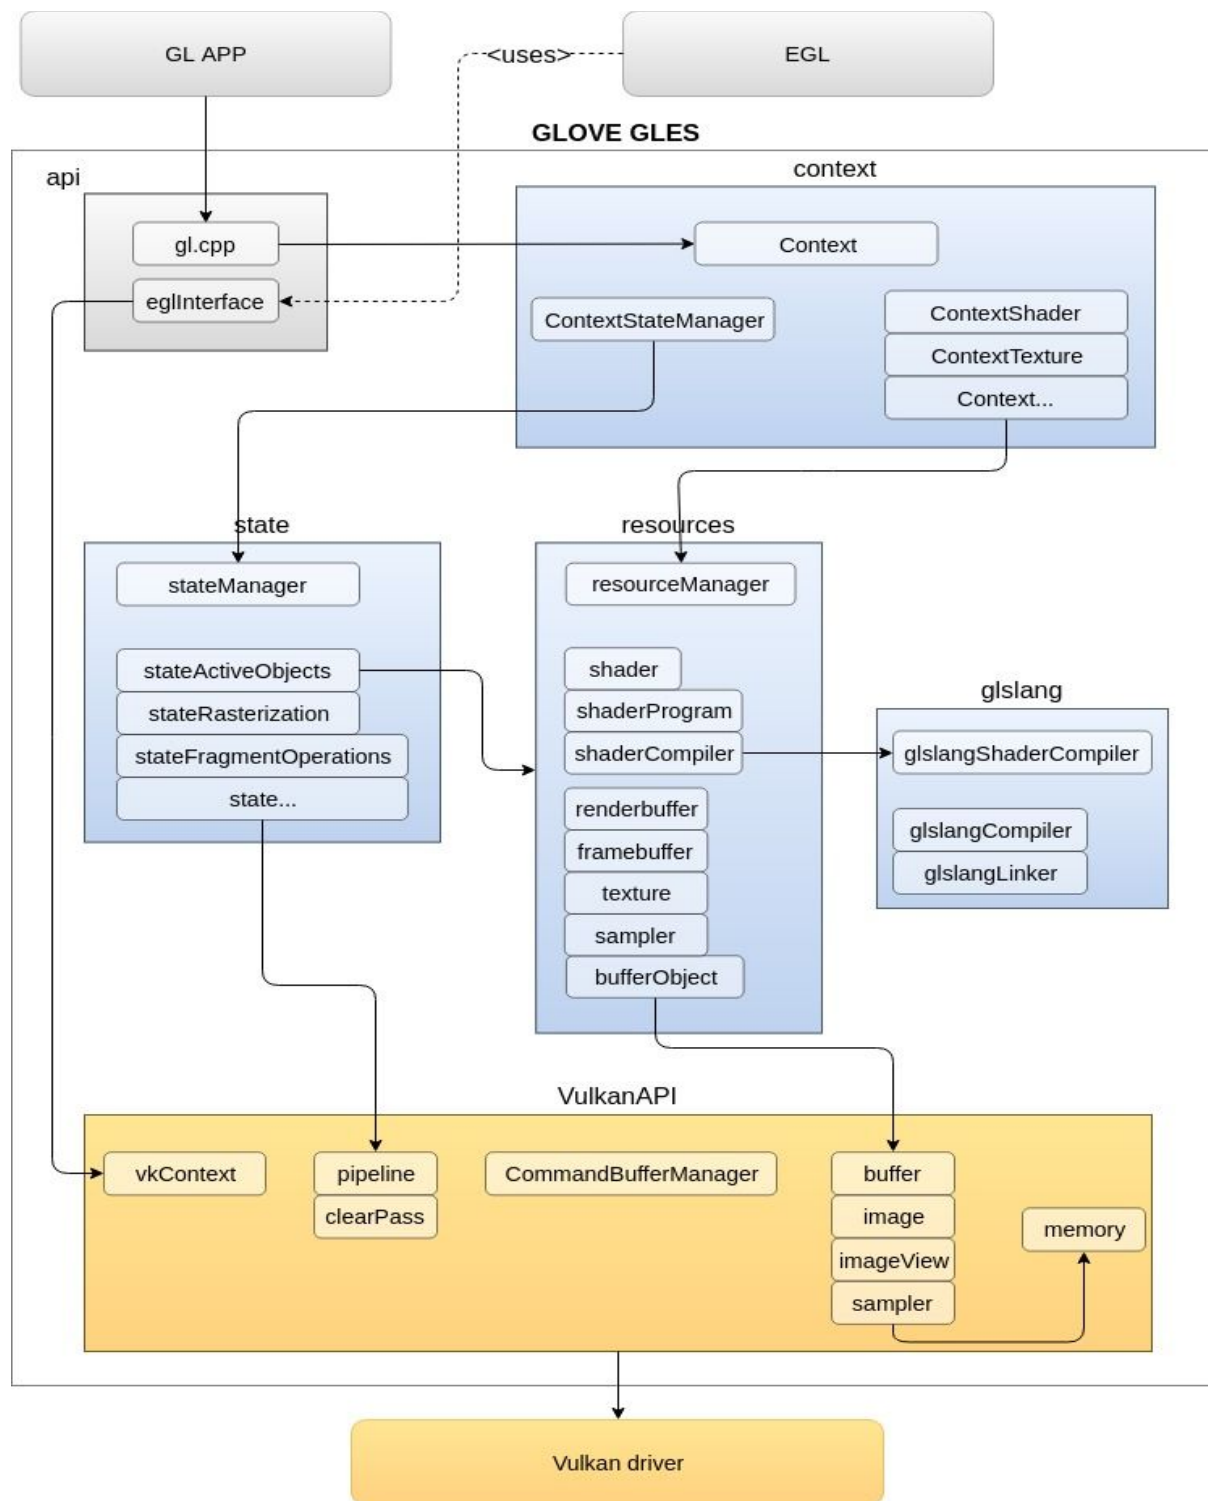 GL APP
<uses>
EGL
GLOVE GLES
api
context
gl.cpp
Context
eglInterface
ContextStateManager
ContextShader
ContextTexture
Context...
state
resources
stateManager
resourceManager
stateActiveObjects
stateRasterization
stateFragmentOperations
state...
shader
shaderProgram
shaderCompiler
renderbuffer
framebuffer
texture
sampler
bufferObject
glslang
glslangShaderCompiler
glslangCompiler
glslangLinker
VulkanAPI
vkContext
pipeline
clearPass
CommandBufferManager
buffer
image
imageView
sampler
memory
Vulkan driver